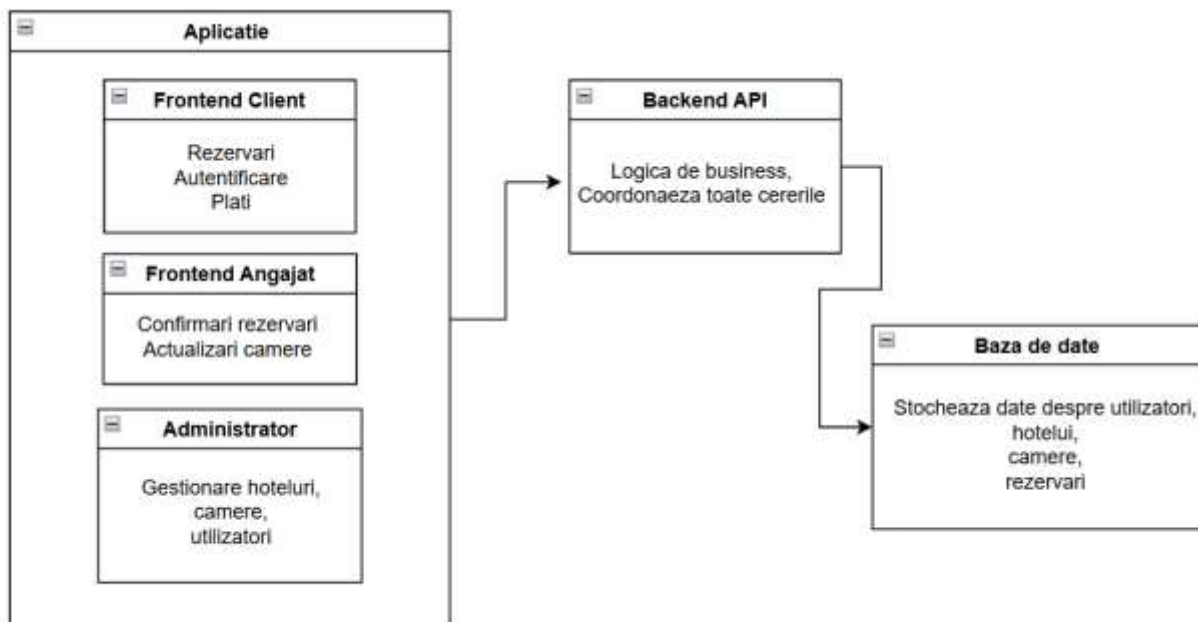 Aplicatie
Frontend Client
Rezervari
Autentificare
Plati
Frontend Angajat
Confirmari rezervari
Actualizari camere
Administrator
Gestionare hoteluri,
camere,
utilizatori
Backend API
Logica de business,
Coordonaeza toate cererile
Baza de date
Stocheaza date despre utilizatori,
hotelui,
camere,
rezervari